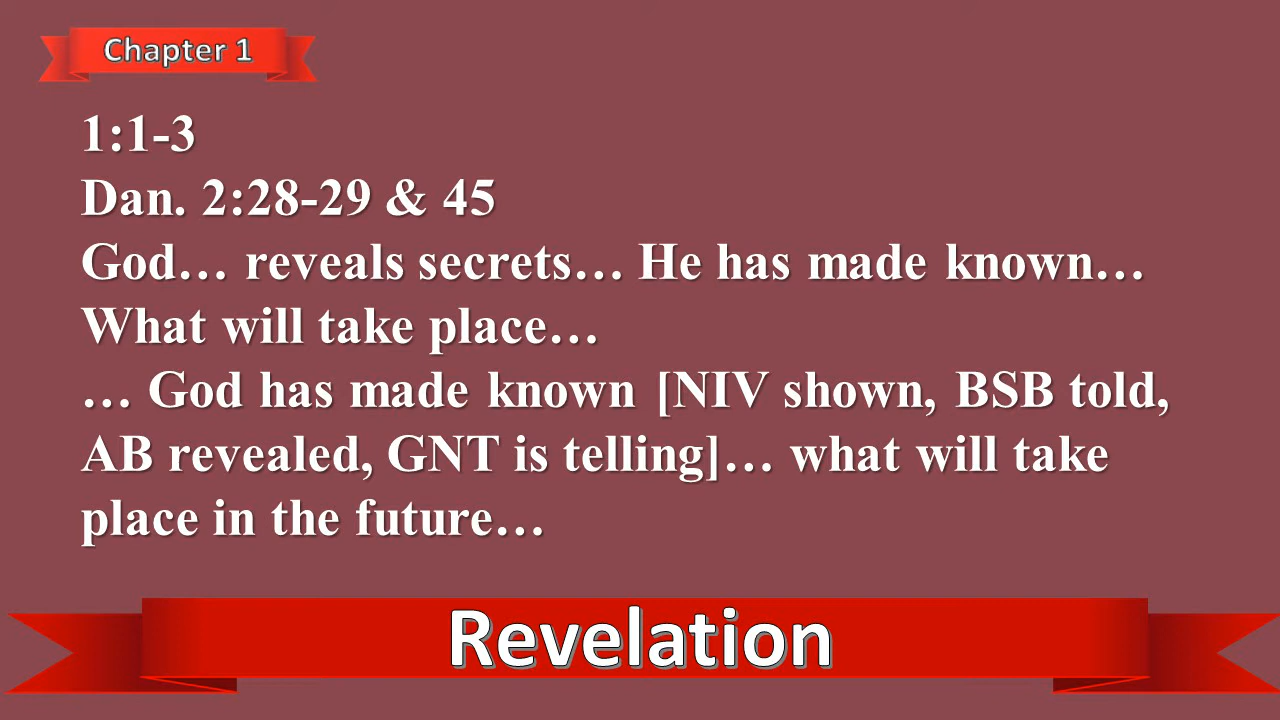 Chapter 1
1:1-3
Dan. 2:28-29 & 45
God… reveals secrets… He has made known…
What will take place…
… God has made known [NIV shown, BSB told,
AB revealed, GNT is telling]… what will take
place in the future…
Revelation